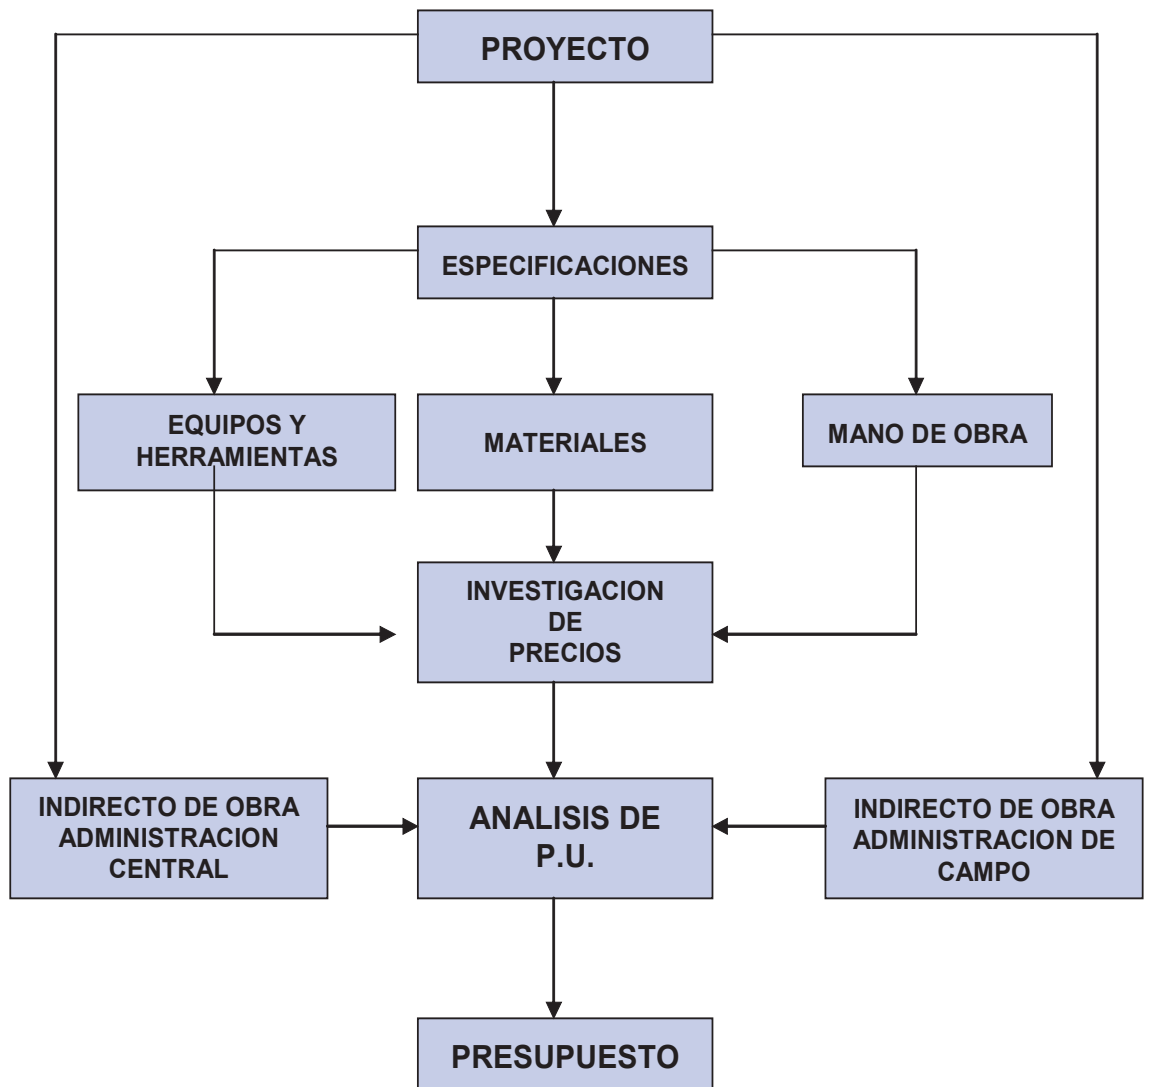 PROYECTO
ESPECIFICACIONES
EQUIPOS Y
HERRAMIENTAS
MATERIALES
MANO DE OBRA
INVESTIGACION
DE
PRECIOS
INDIRECTO DE OBRA
ADMINISTRACION
CENTRAL
ANALISIS DE
P.U.
INDIRECTO DE OBRA
ADMINISTRACION DE
CAMPO
PRESUPUESTO